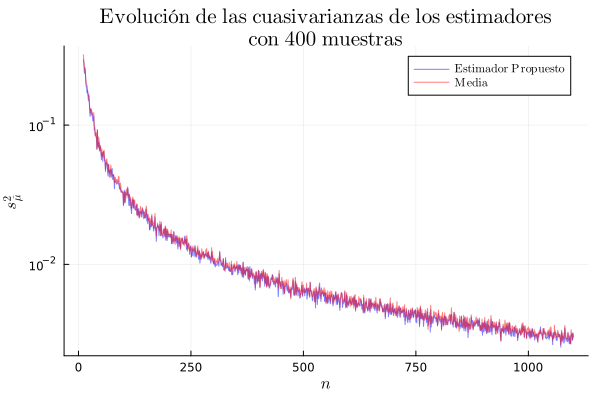 Evolución de las cuasivarianzas de los estimadores
con 400 muestras
Estimador Propuesto
Media
10⁻¹
10⁻²
s²_μ̂
0
250
500
750
1000
n